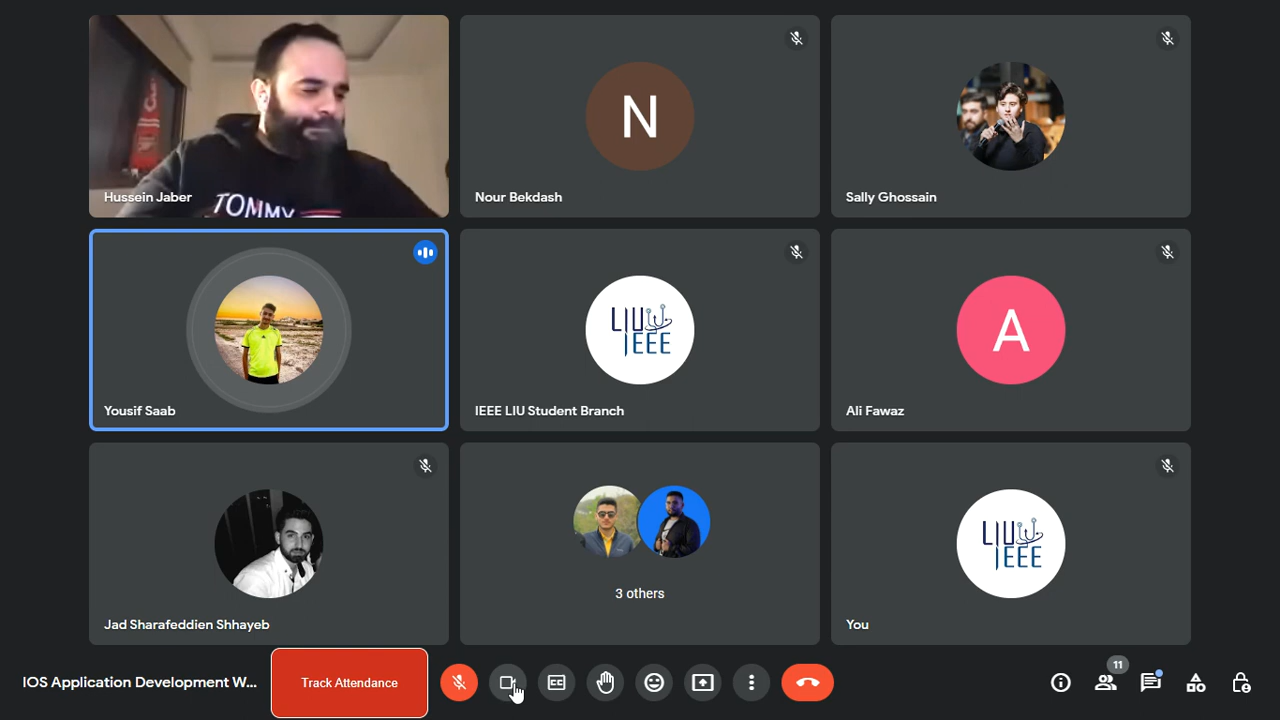 Hussein Jaber
TOMMY
N
Nour Bekdash
Sally Ghossain
Yousif Saab
LIU
IEEE
IEEE LIU Student Branch
A
Ali Fawaz
Jad Sharafeddien Shhayeb
3 others
LIU
IEEE
You
IOS Application Development W...
Track Attendance
CC
11